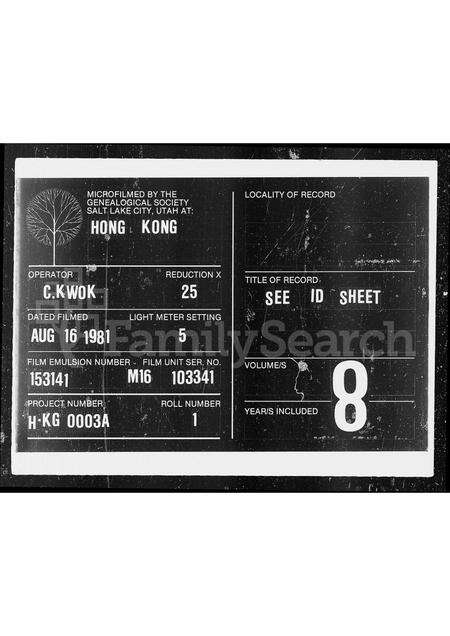 MICROFILMED BY THE
GENEALOGICAL SOCIETY
SALT LAKE CITY, UTAH AT:
HONG KONG
OPERATOR REDUCTION X
C.KWOK 25
DATED FILMED LIGHT METER SETTING
AUG 16 1981 5
FILM EMULSION NUMBER - FILM UNIT SER. NO.
153141 M16 103341
PROJECT NUMBER ROLL NUMBER
H-KG 0003A 1
LOCALITY OF RECORD
TITLE OF RECORD:
SEE ID SHEET
VOLUME/S
8
YEAR/S INCLUDED
FamilySearch